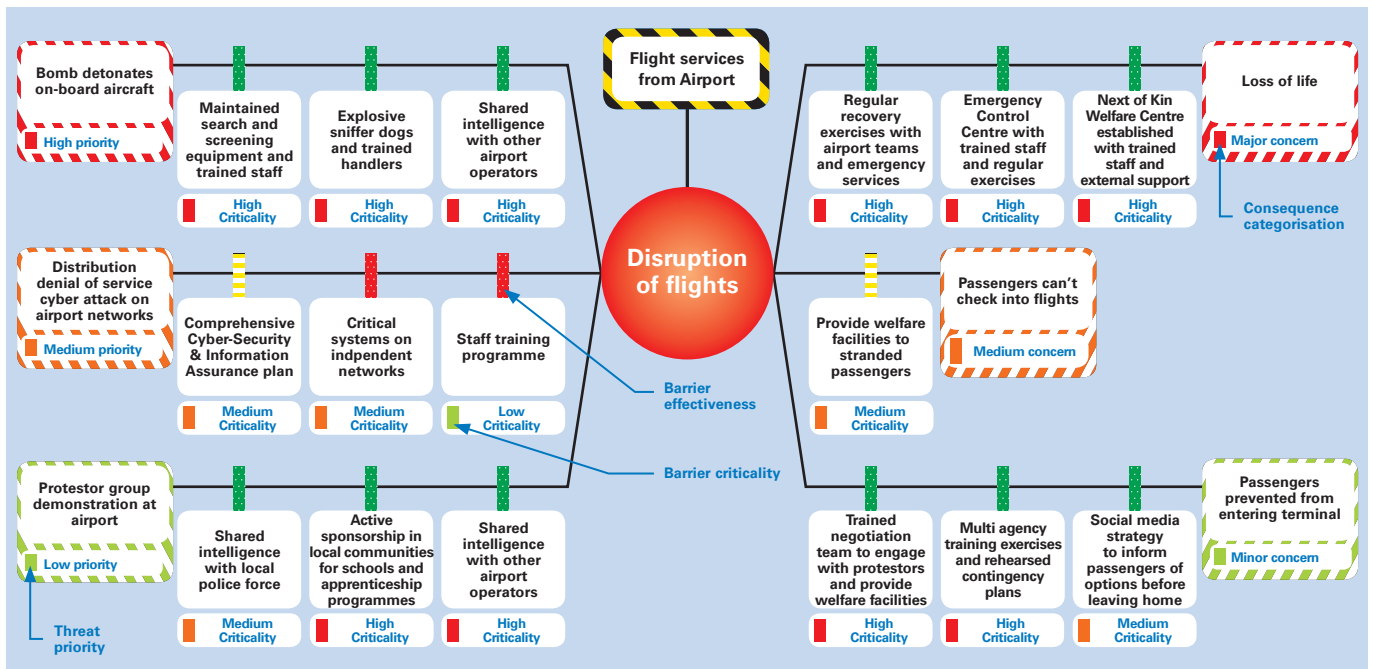 Flight services
from Airport
Disruption
of flights
Bomb detonates
on-board aircraft
High priority
Maintained
search and
screening
equipment and
trained staff
High
Criticality
Explosive
sniffer dogs
and trained
handlers
High
Criticality
Shared
intelligence
with other
airport
operators
High
Criticality
Regular
recovery
exercises with
airport teams
and emergency
services
High
Criticality
Emergency
Control
Centre with
trained staff
and regular
exercises
High
Criticality
Next of Kin
Welfare Centre
established
with trained
staff and
external support
High
Criticality
Loss of life
Major concern
Consequence
categorisation
Distribution
denial of service
cyber attack on
airport networks
Medium priority
Comprehensive
Cyber-Security
& Information
Assurance plan
Medium
Criticality
Critical
systems on
indpendent
networks
Medium
Criticality
Staff training
programme
Low
Criticality
Barrier
effectiveness
Barrier criticality
Provide welfare
facilities to
stranded
passengers
Medium
Criticality
Passengers can't
check into flights
Medium concern
Protestor group
demonstration at
airport
Low priority
Threat
priority
Shared
intelligence
with local
police force
Medium
Criticality
Active
sponsorship in
local communities
for schools and
apprenticeship
programmes
High
Criticality
Shared
intelligence
with other
airport
operators
High
Criticality
Trained
negotiation
team to engage
with protestors
and provide
welfare facilities
High
Criticality
Multi agency
training exercises
and rehearsed
contingency
plans
High
Criticality
Social media
strategy
to inform
passengers of
options before
leaving home
Medium
Criticality
Passengers
prevented from
entering terminal
Minor concern